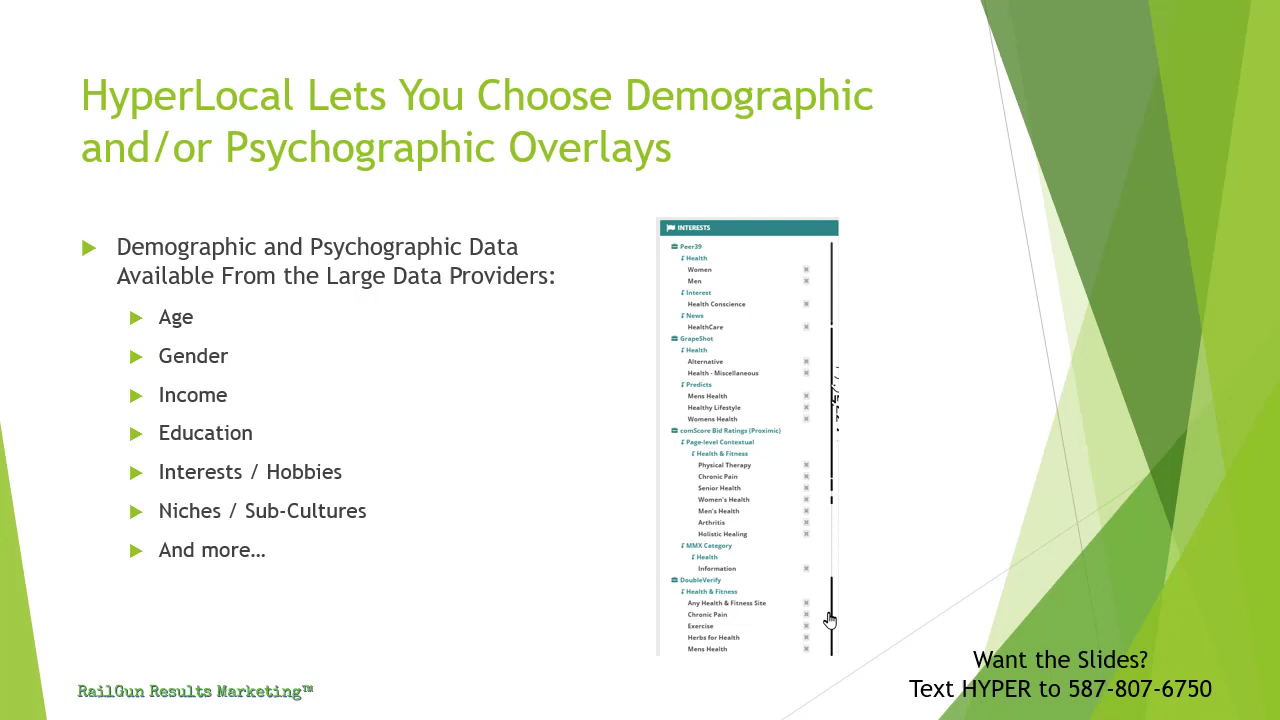 HyperLocal Lets You Choose Demographic
and/or Psychographic Overlays
Demographic and Psychographic Data
Available From the Large Data Providers:
Age
Gender
Income
Education
Interests / Hobbies
Niches / Sub-Cultures
And more…
INTERESTS
Peer39
Health
Women
Men
Interest
Health Conscience
News
HealthCare
GrapeShot
Health
Alternative
Health - Miscellaneous
Predicts
Mens Health
Healthy Lifestyle
Womens Health
comScore Bid Ratings (Proximic)
Page-level Contextual
Health & Fitness
Physical Therapy
Chronic Pain
Senior Health
Women's Health
Men's Health
Arthritis
Holistic Healing
MMX Category
Health
Information
DoubleVerify
Health & Fitness
Any Health & Fitness Site
Chronic Pain
Exercise
Herbs for Health
Mens Health
RailGun Results Marketing™
Want the Slides?
Text HYPER to 587-807-6750